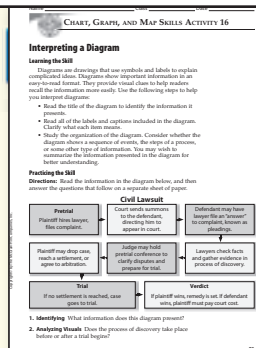 CHART, GRAPH, AND MAP SKILLS ACTIVITY 16
Interpreting a Diagram
Learning the Skill
Diagrams are drawings that use symbols and labels to explain
complicated ideas. Diagrams show important information in an
easy-to-read format. They provide visual clues to help readers
recall the information more easily. Use the following steps to help
you interpret diagrams:
• Read the title of the diagram to identify the information it
presents.
• Read all of the labels and captions included in the diagram.
Clarify what each item means.
• Study the organization of the diagram. Consider whether the
diagram shows a sequence of events, the steps of a process,
or some other type of information. You may wish to
summarize the information presented in the diagram for
better understanding.
Practicing the Skill
Directions: Read the information in the diagram below, and then
answer the questions that follow on a separate sheet of paper.
Civil Lawsuit
Pretrial
Plaintiff hires lawyer,
files complaint.
Court sends summons
to the defendant,
directing him to
appear in court.
Defendant may have
lawyer file an "answer"
to complaint, known as
pleadings.
Plaintiff may drop case,
reach a settlement, or
agree to arbitration.
Judge may hold
pretrial conference to
clarify disputes and
prepare for trial.
Lawyers check facts
and gather evidence in
process of discovery.
Trial
If no settlement is reached, case
goes to trial.
Verdict
If plaintiff wins, remedy is set. If defendant
wins, plaintiff must pay court cost.
1. Identifying What information does this diagram present?
2. Analyzing Visuals Does the process of discovery take place
before or after a trial begins?